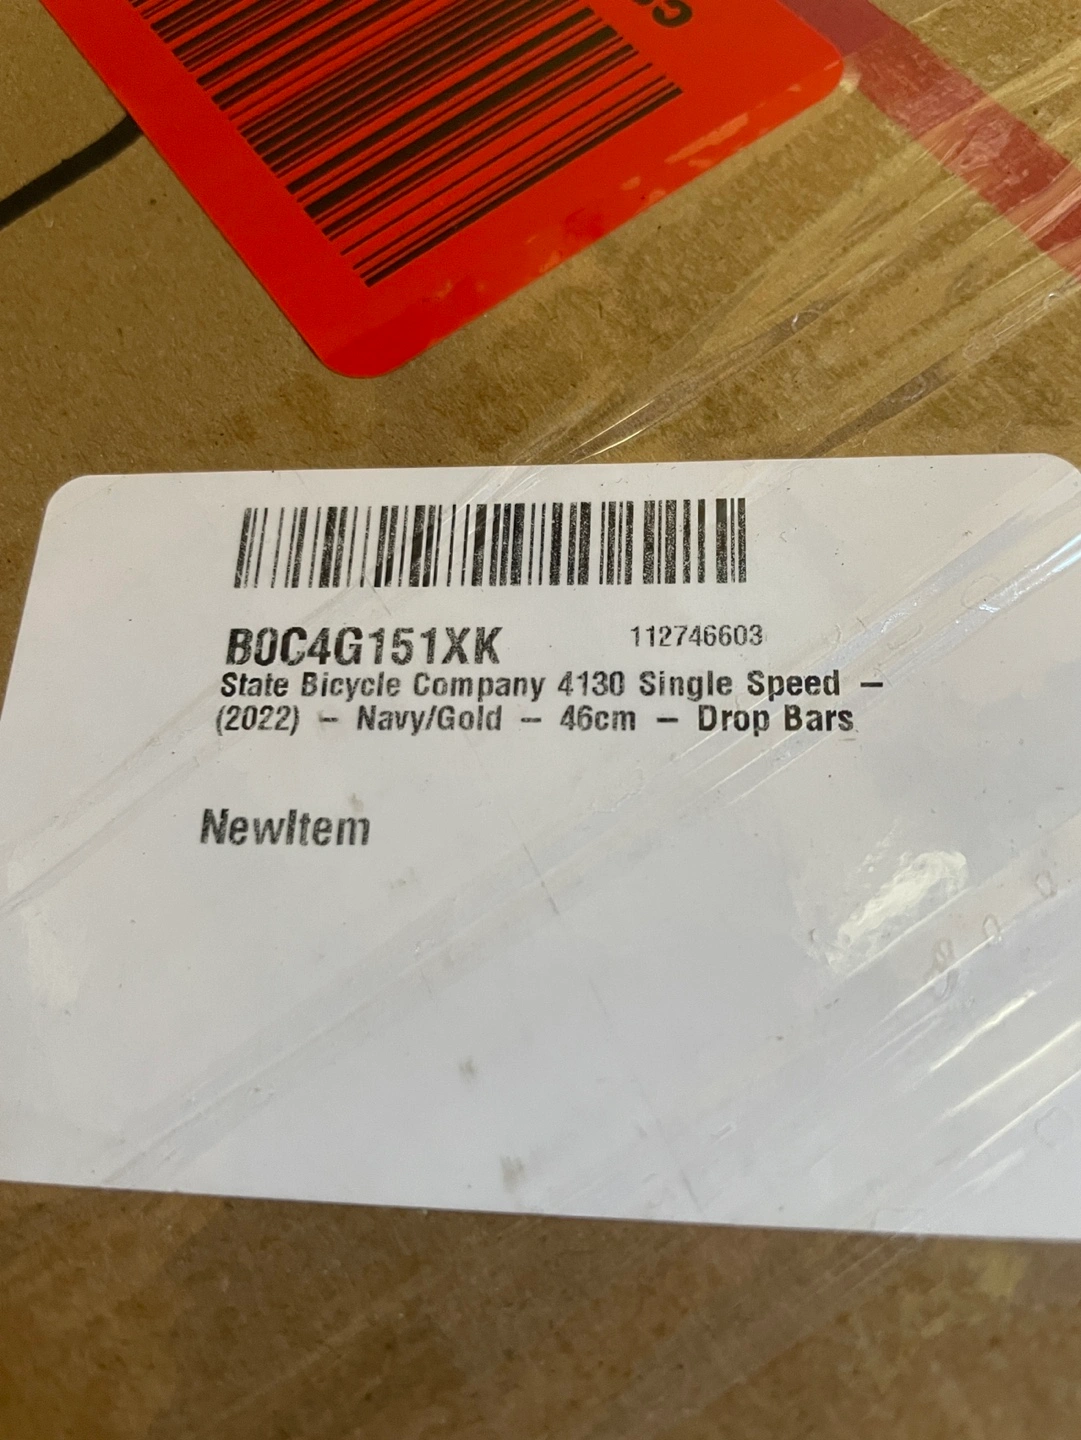 B0C4G151XK 112746603
State Bicycle Company 4130 Single Speed –
(2022) – Navy/Gold – 46cm – Drop Bars
NewItem